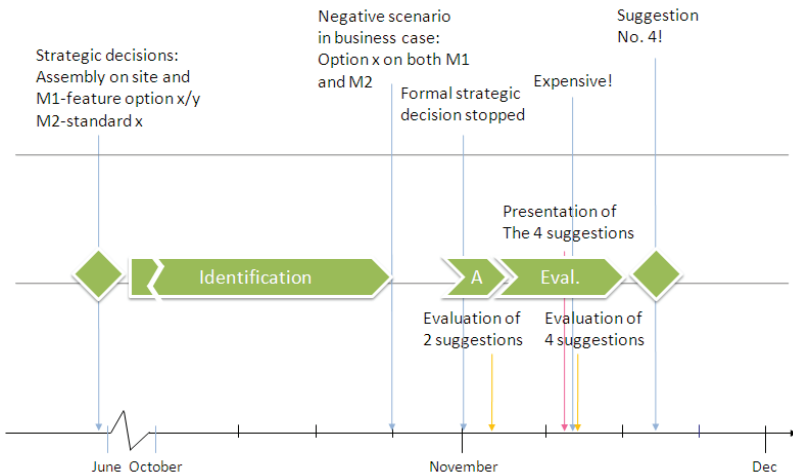 Suggestion
No. 4!
Negative scenario
in business case:
Option x on both M1
and M2
Strategic decisions:
Assembly on site and
M1-feature option x/y
M2-standard x
Formal strategic
decision stopped
Expensive!
Presentation of
The 4 suggestions
Identification
A
Eval.
Evaluation of
2 suggestions
Evaluation of
4 suggestions
June October
November
Dec